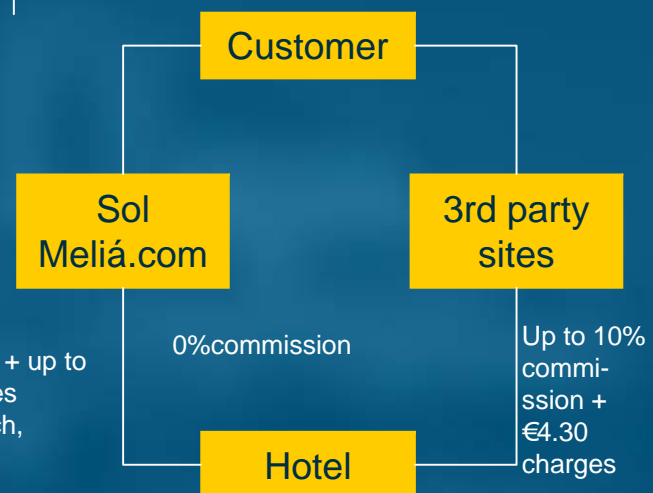 Customer
Sol
Meliá.com
3rd party
sites
0%commission
Up to 10%
commi-
ssion +
€4.30
charges
+ up to
Hotel